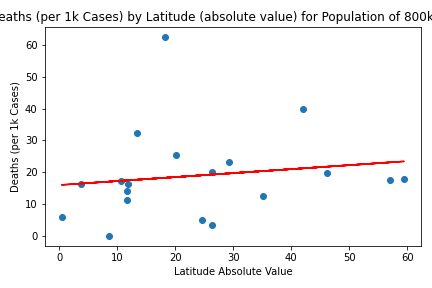 eaths (per 1k Cases) by Latitude (absolute value) for Population of 800k
60
50
40
30
20
10
0
Deaths (per 1k Cases)
0 10 20 30 40 50 60
Latitude Absolute Value